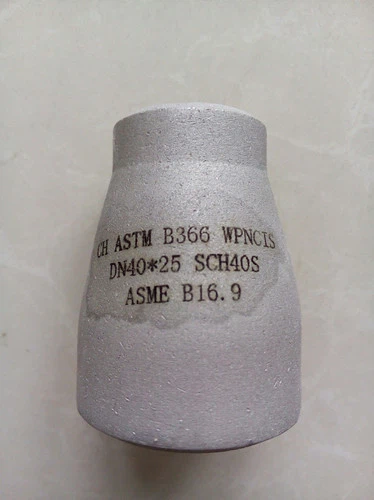 CH ASTM B366 WPNCIS
DN40*25 SCH40S
ASME B16.9